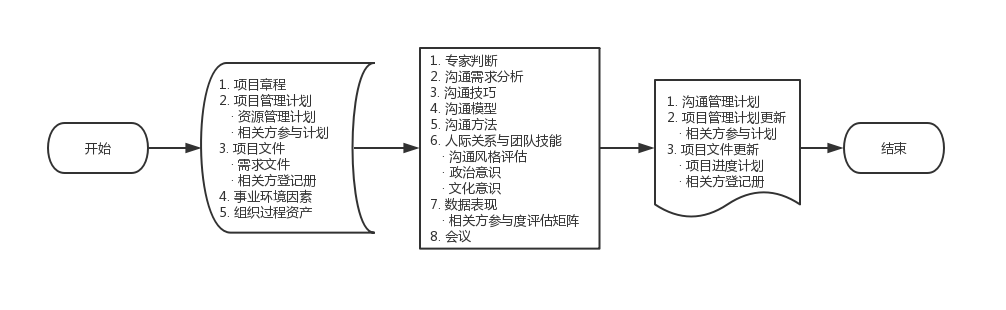 开始
1. 项目章程
2. 项目管理计划
· 资源管理计划
· 相关方参与计划
3. 项目文件
· 需求文件
· 相关方登记册
4. 事业环境因素
5. 组织过程资产
1. 专家判断
2. 沟通需求分析
3. 沟通技巧
4. 沟通模型
5. 沟通方法
6. 人际关系与团队技能
· 沟通风格评估
· 政治意识
· 文化意识
7. 数据表现
· 相关方参与度评估矩阵
8. 会议
1. 沟通管理计划
2. 项目管理计划更新
· 相关方参与计划
3. 项目文件更新
· 项目进度计划
· 相关方登记册
结束